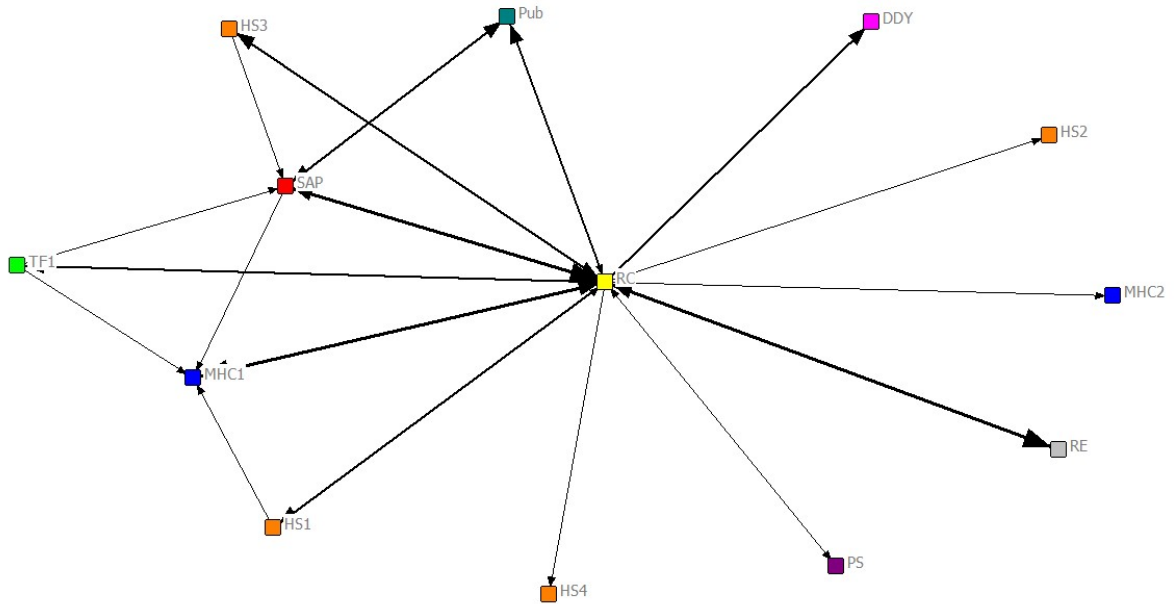 Pub
DDY
HS3
HS2
SAP
TF1
RC
MHC2
MHC1
RE
HS1
PS
HS4